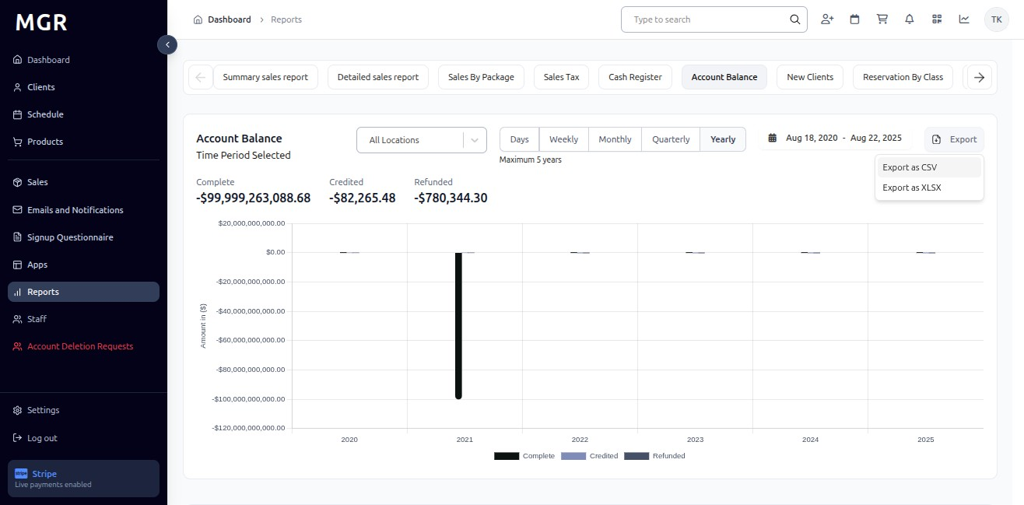 MGR
Dashboard
Clients
Schedule
Products
Sales
Emails and Notifications
Signup Questionnaire
Apps
Reports
Staff
Account Deletion Requests
Settings
Log out
stripe Stripe
Live payments enabled
Dashboard > Reports
Type to search
TK
Summary sales report
Detailed sales report
Sales By Package
Sales Tax
Cash Register
Account Balance
New Clients
Reservation By Class
Account Balance
Time Period Selected
All Locations
Days
Weekly
Monthly
Quarterly
Yearly
Maximum 5 years
Aug 18, 2020 - Aug 22, 2025
Export
Export as CSV
Export as XLSX
Complete
-$99,999,263,088.68
Credited
-$82,265.48
Refunded
-$780,344.30
$20,000,000,000.00
$0.00
-$20,000,000,000.00
-$40,000,000,000.00
-$60,000,000,000.00
-$80,000,000,000.00
-$100,000,000,000.00
-$120,000,000,000.00
Amount in ($)
2020
2021
2022
2023
2024
2025
Complete
Credited
Refunded